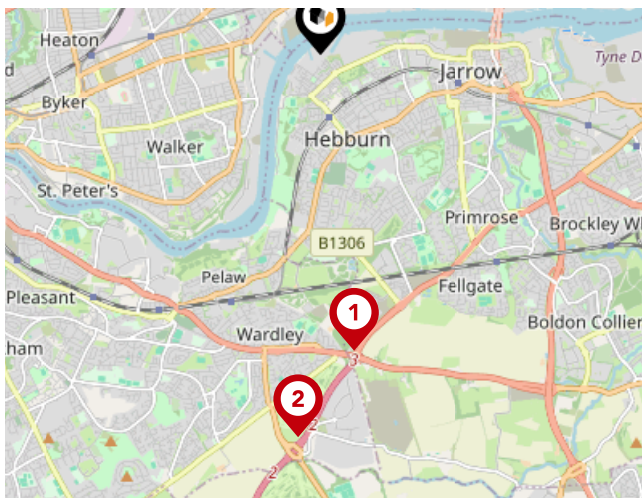 Heaton
Tyne D
d
Jarrow
Byker
Hebburn
Walker
St. Peter's
Primrose
Brockley Wh
B1306
Pelaw
Pleasant
Fellgate
1
Wardley
Boldon Collier
ham
3
2
2
2